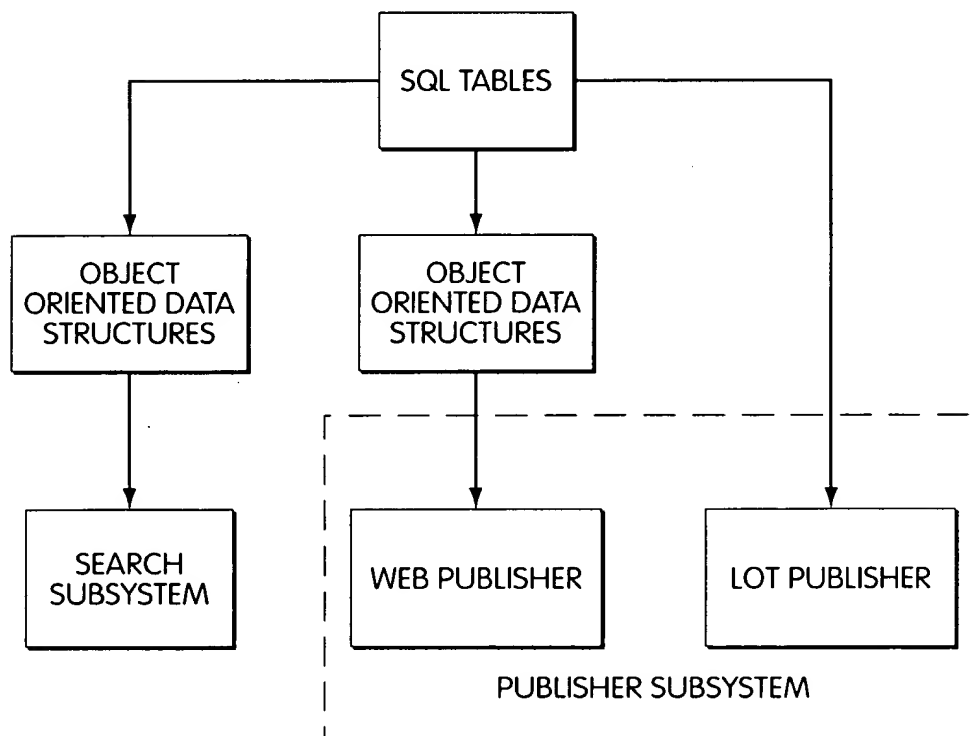 SQL TABLES
OBJECT
ORIENTED DATA
STRUCTURES
OBJECT
ORIENTED DATA
STRUCTURES
SEARCH
SUBSYSTEM
WEB PUBLISHER
LOT PUBLISHER
PUBLISHER SUBSYSTEM